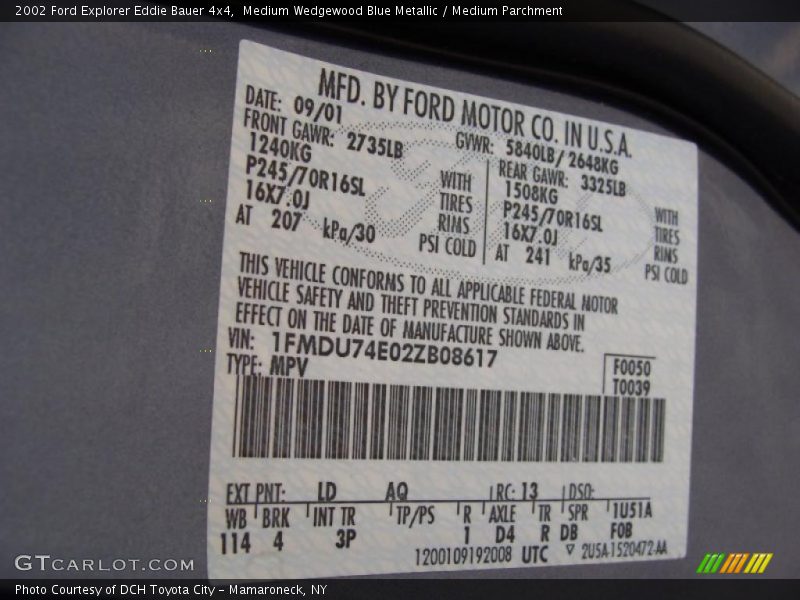 2002 Ford Explorer Eddie Bauer 4x4,  Medium Wedgewood Blue Metallic / Medium Parchment
MFD. BY FORD MOTOR CO. IN U.S.A.
DATE: 09/01
GVWR: 5840LB/ 2648KG
FRONT GAWR: 2735LB
REAR GAWR: 3325LB
1240KG WITH
1508KG WITH
P245/70R16SL TIRES
P245/70R16SL TIRES
16X7.0J RINS
16X7.0J RINS
AT 207 kPa/30 PSI COLD
AT 241 kPa/35 PSI COLD
THIS VEHICLE CONFORMS TO ALL APPLICABLE FEDERAL MOTOR
VEHICLE SAFETY AND THEFT PREVENTION STANDARDS IN
EFFECT ON THE DATE OF MANUFACTURE SHOWN ABOVE.
VIN: 1FMDU74E02ZB08617
TYPE: MPV
F0050
T0039
EXT PNT: LD AQ RC: 13 DSO:
WB BRK INT TR TP/PS R AXLE TR SPR 1U51A
114 4 3P 1 D4 R DB FOB
1200109192008 UTC ▽ 2U5A-1520472-AA
GTCARLOT.COM
Photo Courtesy of DCH Toyota City - Mamaroneck, NY